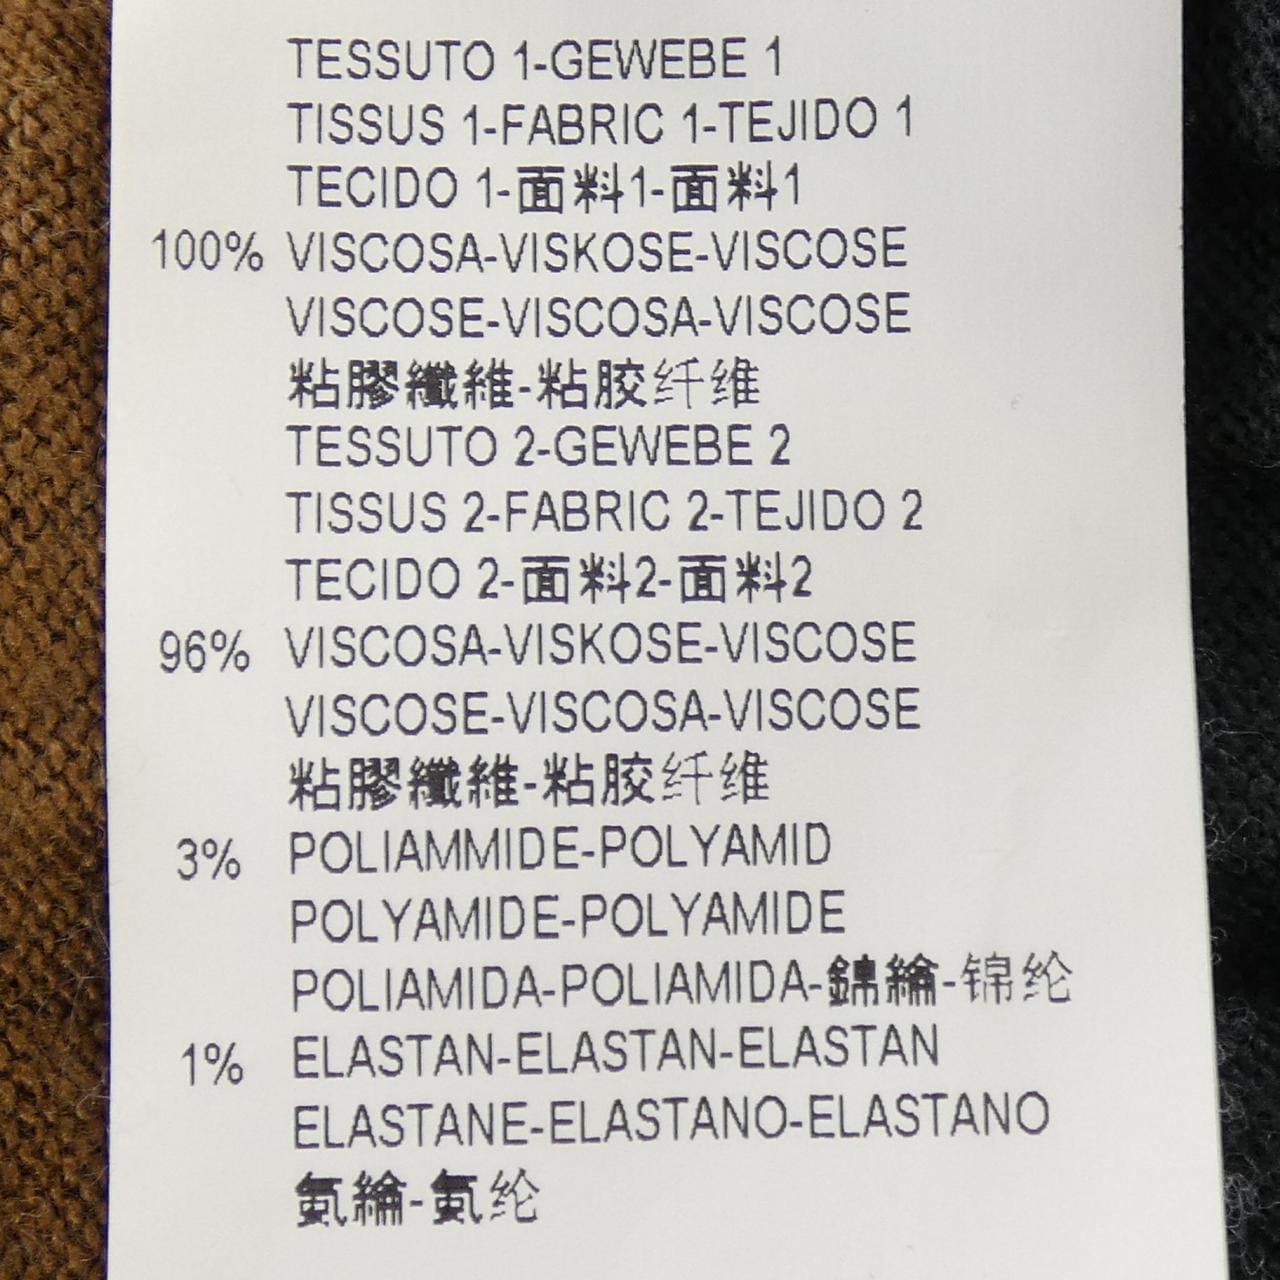 TESSUTO 1-GEWEBE 1
TISSUS 1-FABRIC 1-TEJIDO 1
TECIDO 1-面料1-面料1
100% VISCOSA-VISKOSE-VISCOSE
VISCOSE-VISCOSA-VISCOSE
粘膠纖維-粘胶纤维
TESSUTO 2-GEWEBE 2
TISSUS 2-FABRIC 2-TEJIDO 2
TECIDO 2-面料2-面料2
96% VISCOSA-VISKOSE-VISCOSE
VISCOSE-VISCOSA-VISCOSE
粘膠纖維-粘胶纤维
3% POLIAMMIDE-POLYAMID
POLYAMIDE-POLYAMIDE
POLIAMIDA-POLIAMIDA-錦綸-锦纶
1% ELASTAN-ELASTAN-ELASTAN
ELASTANE-ELASTANO-ELASTANO
氨綸-氨纶